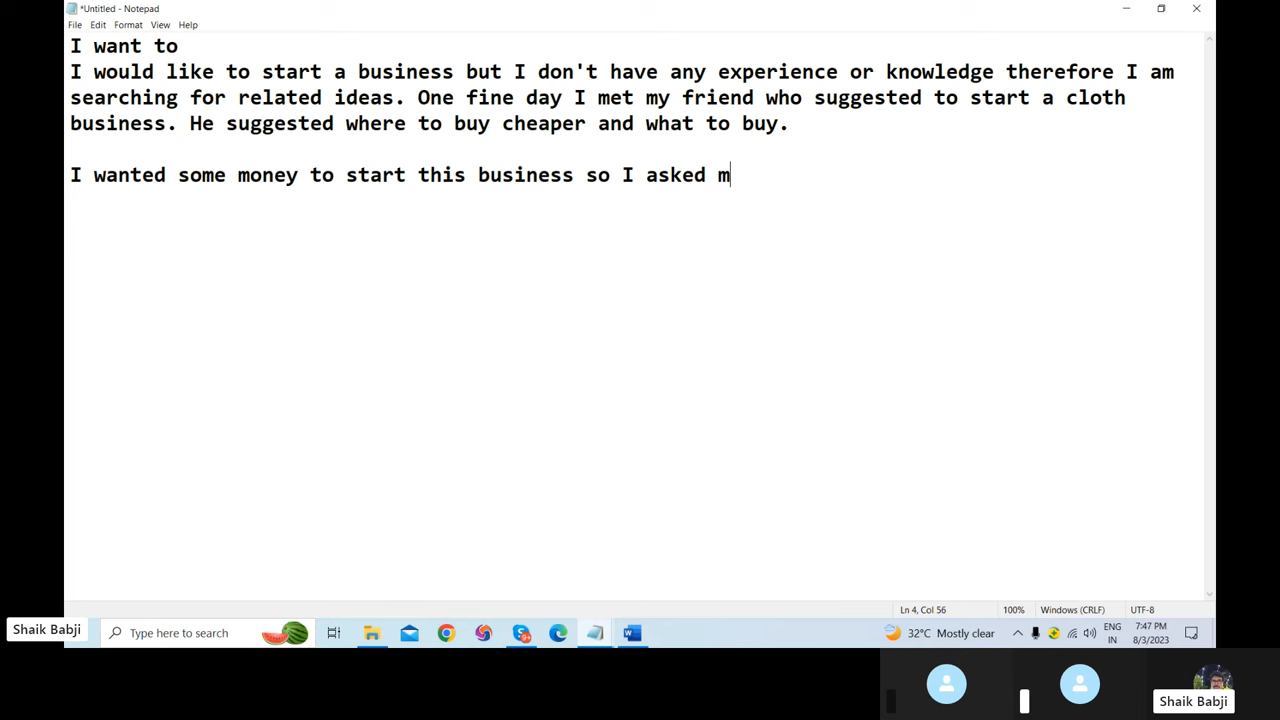 *Untitled - Notepad
File Edit Format View Help
I want to
I would like to start a business but I don't have any experience or knowledge therefore I am
searching for related ideas. One fine day I met my friend who suggested to start a cloth
business. He suggested where to buy cheaper and what to buy.
I wanted some money to start this business so I asked m
Ln 4, Col 56 100% Windows (CRLF) UTF-8
Shaik Babji
Type here to search
32°C Mostly clear
ENG
IN
7:47 PM
8/3/2023
Shaik Babji